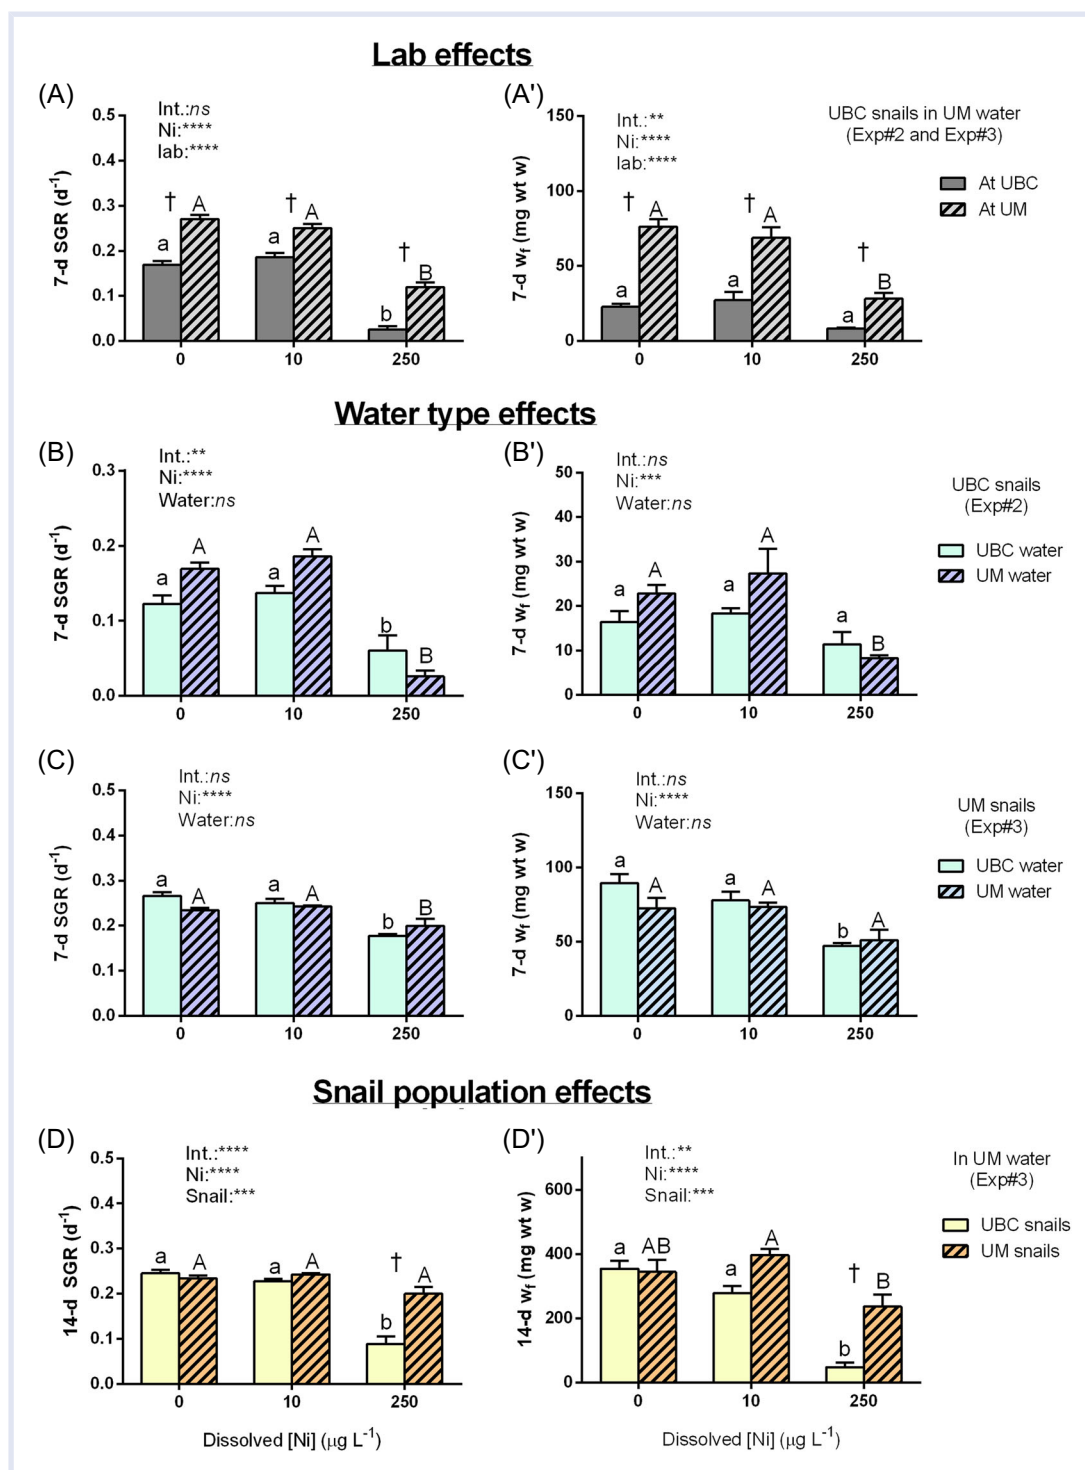 Lab effects
(A)
Int.:ns
Ni:****
lab:****
7-d SGR (d-1)
0.5
0.4
0.3
0.2
0.1
0.0
† A
a
† A
a
†
B
b
0 10 250
(A')
Int.:**
Ni:****
lab:****
7-d wf (mg wt w)
150
100
50
0
† A
a
† A
a
†
B
a
0 10 250
UBC snails in UM water
(Exp#2 and Exp#3)
At UBC
At UM
Water type effects
(B)
Int.:**
Ni:****
Water:ns
7-d SGR (d-1)
0.3
0.2
0.1
0.0
a A
a A
b B
0 10 250
(B')
Int.:ns
Ni:***
Water:ns
7-d wf (mg wt w)
50
40
30
20
10
0
a A
a A
a B
0 10 250
UBC snails
(Exp#2)
UBC water
UM water
(C)
Int.:ns
Ni:****
Water:ns
7-d SGR (d-1)
0.5
0.4
0.3
0.2
0.1
0.0
a A
a A
b B
0 10 250
(C')
Int.:ns
Ni:****
Water:ns
7-d wf (mg wt w)
150
100
50
0
a A
a A
b A
0 10 250
UM snails
(Exp#3)
UBC water
UM water
Snail population effects
(D)
Int.:****
Ni:****
Snail:***
14-d SGR (d-1)
0.5
0.4
0.3
0.2
0.1
0.0
a A
a A
†
A
b
0 10 250
Dissolved [Ni] (μg L-1)
(D')
Int.:**
Ni:****
Snail:***
14-d wf (mg wt w)
600
400
200
0
a AB
a A
†
B
b
0 10 250
Dissolved [Ni] (μg L-1)
In UM water
(Exp#3)
UBC snails
UM snails